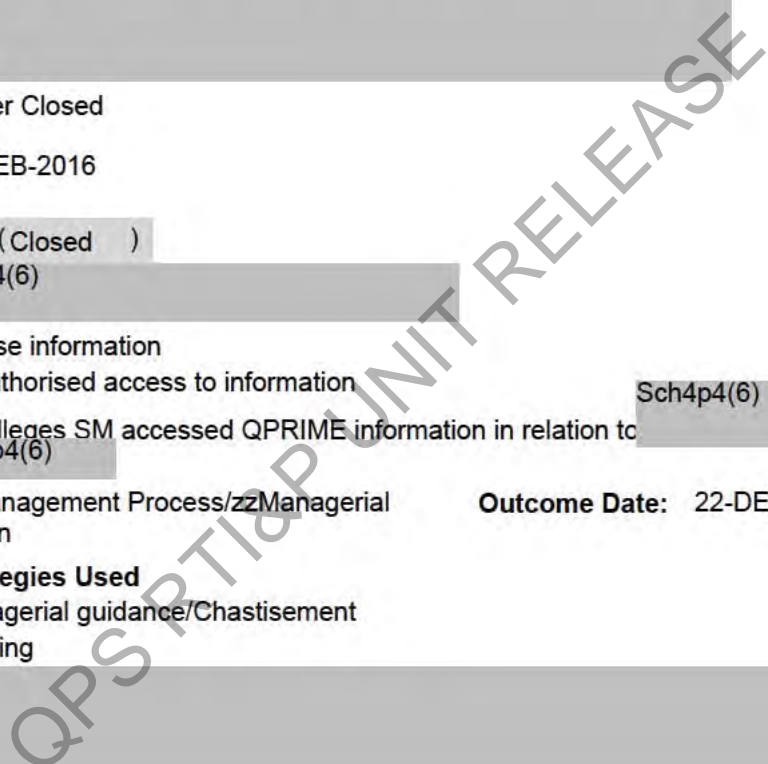 er Closed
EB-2016
(Closed )
4(6)
se information
thorised access to information
Sch4p4(6)
lleges SM accessed QPRIME information in relation to
p4(6)
anagement Process/zzManagerial
Outcome Date: 22-DE
n
egies Used
agerial guidance/Chastisement
ing
QPS RTI&P UNIT RELEASE